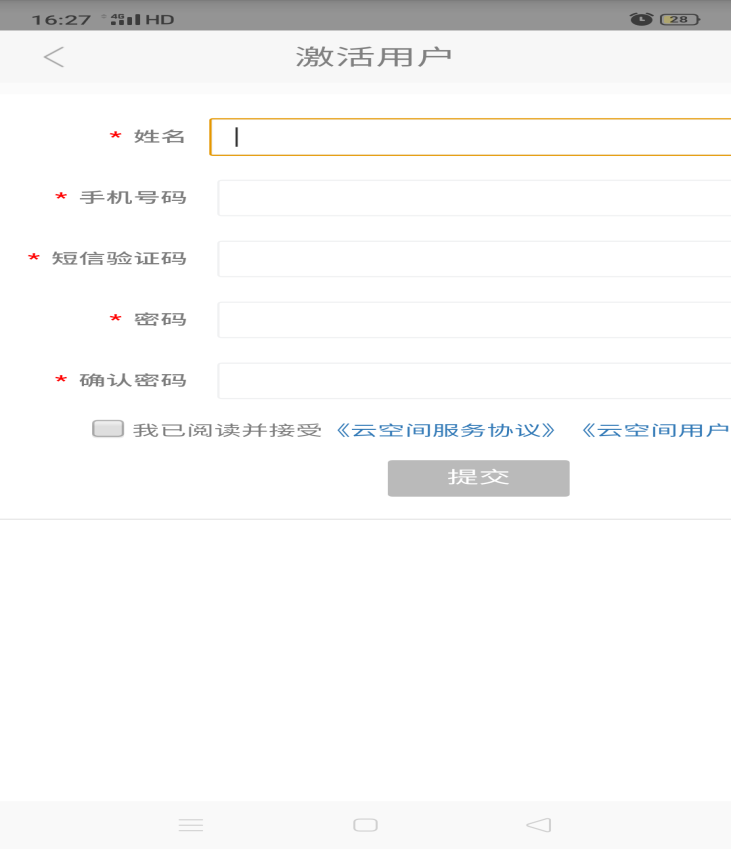 16:27 4G HD 28
激活用户
* 姓名
* 手机号码
* 短信验证码
* 密码
* 确认密码
我已阅读并接受《云空间服务协议》 《云空间用户
提交